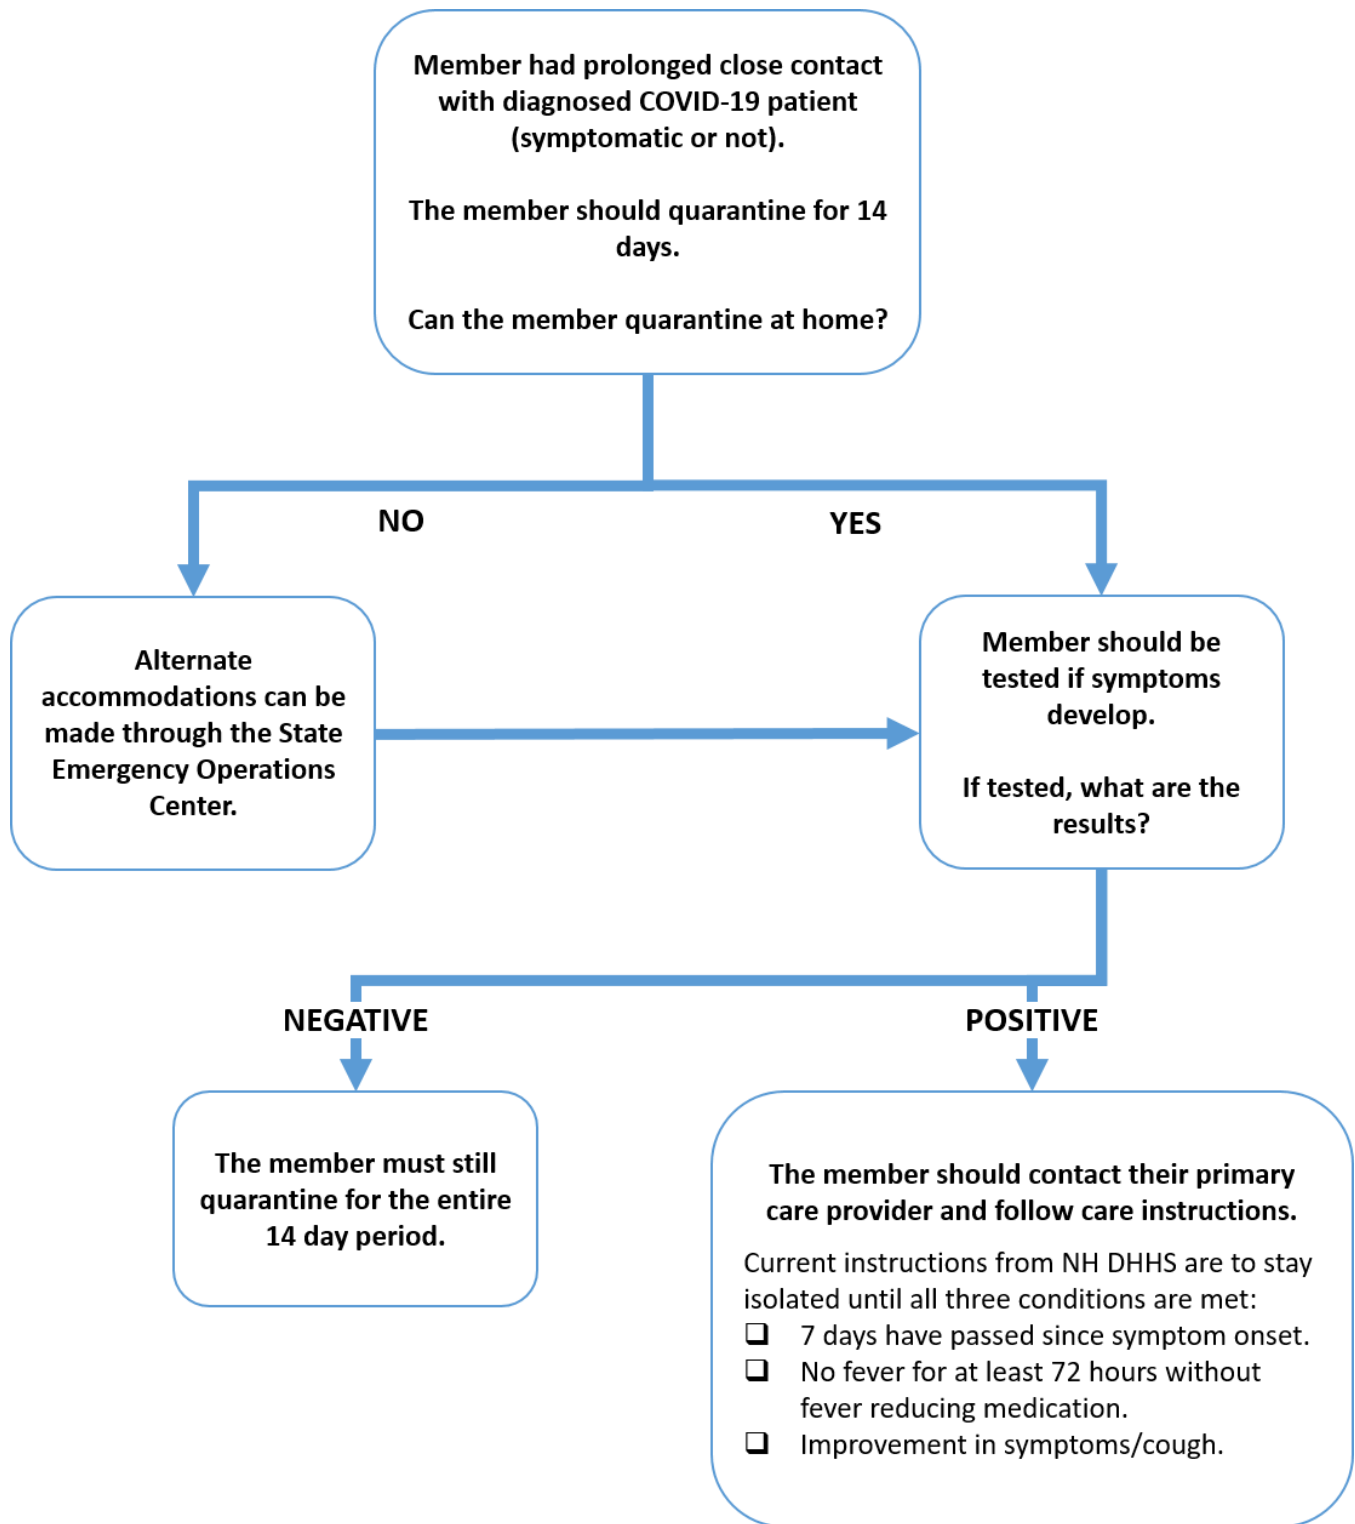 Member had prolonged close contact
with diagnosed COVID-19 patient
(symptomatic or not).
The member should quarantine for 14
days.
Can the member quarantine at home?
NO
YES
Alternate
accommodations can be
made through the State
Emergency Operations
Center.
Member should be
tested if symptoms
develop.
If tested, what are the
results?
NEGATIVE
POSITIVE
The member must still
quarantine for the entire
14 day period.
The member should contact their primary
care provider and follow care instructions.
Current instructions from NH DHHS are to stay
isolated until all three conditions are met:
❑ 7 days have passed since symptom onset.
❑ No fever for at least 72 hours without
fever reducing medication.
❑ Improvement in symptoms/cough.